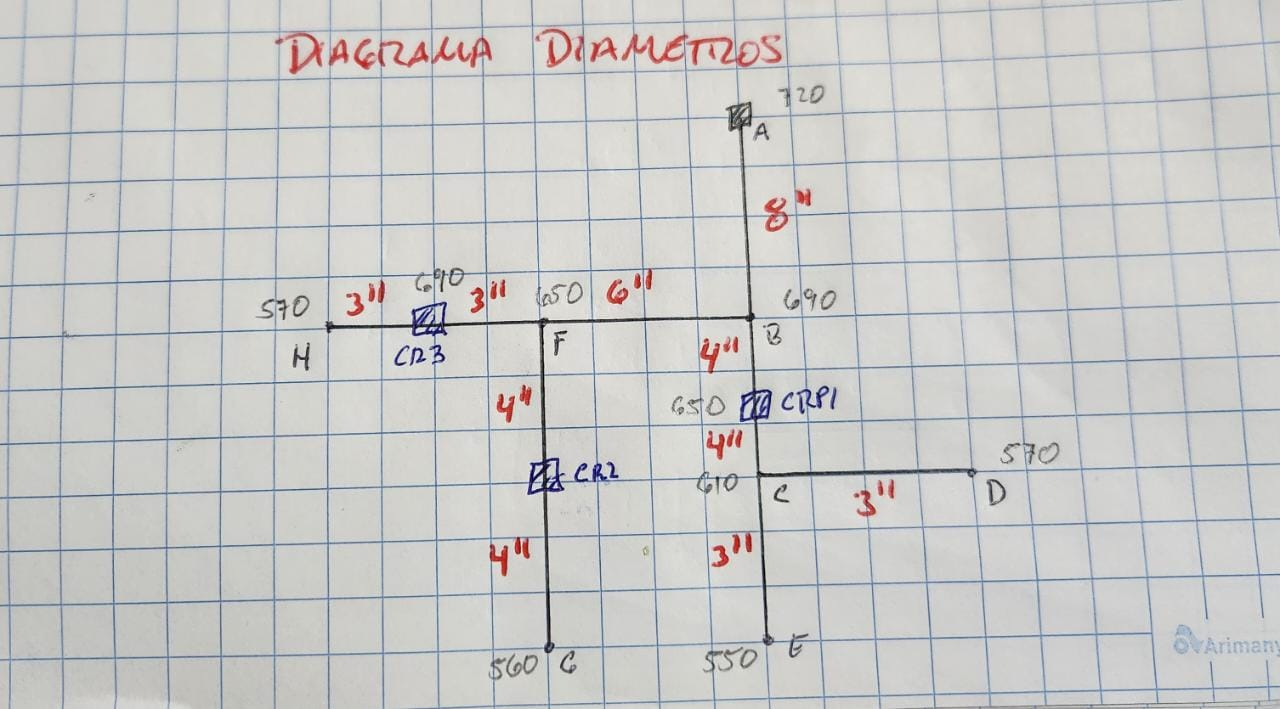 DIAGRAMA DIAMETROS
720
A
8"
570 3" 690 3" 650 6" 690
H CR3 F 4" B
4" 650 CRP1
4" 570
CR2 610 C 3" D
4" 3"
560 G 550 E
Arimany